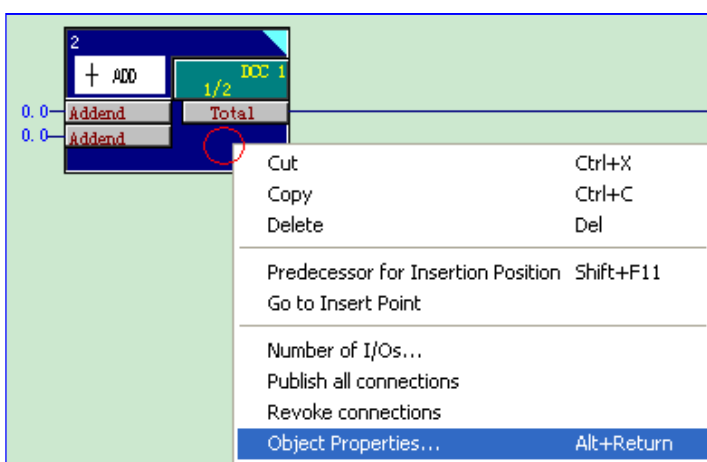 2
+ ADD
DCC 1
1/2
0.0 Addend Total
0.0 Addend
Cut Ctrl+X
Copy Ctrl+C
Delete Del
Predecessor for Insertion Position Shift+F11
Go to Insert Point
Number of I/Os...
Publish all connections
Revoke connections
Object Properties... Alt+Return